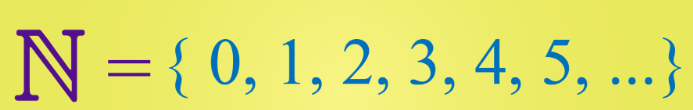 ℕ = { 0, 1, 2, 3, 4, 5, ...}